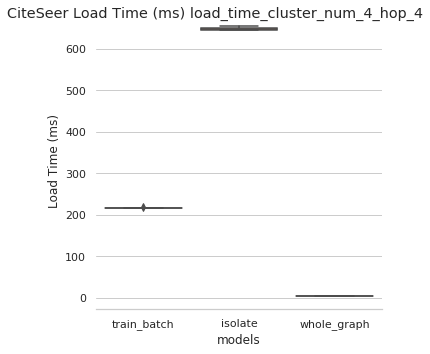 CiteSeer Load Time (ms) load_time_cluster_num_4_hop_4
600
500
400
300
200
100
0
Load Time (ms)
train_batch isolate whole_graph
models